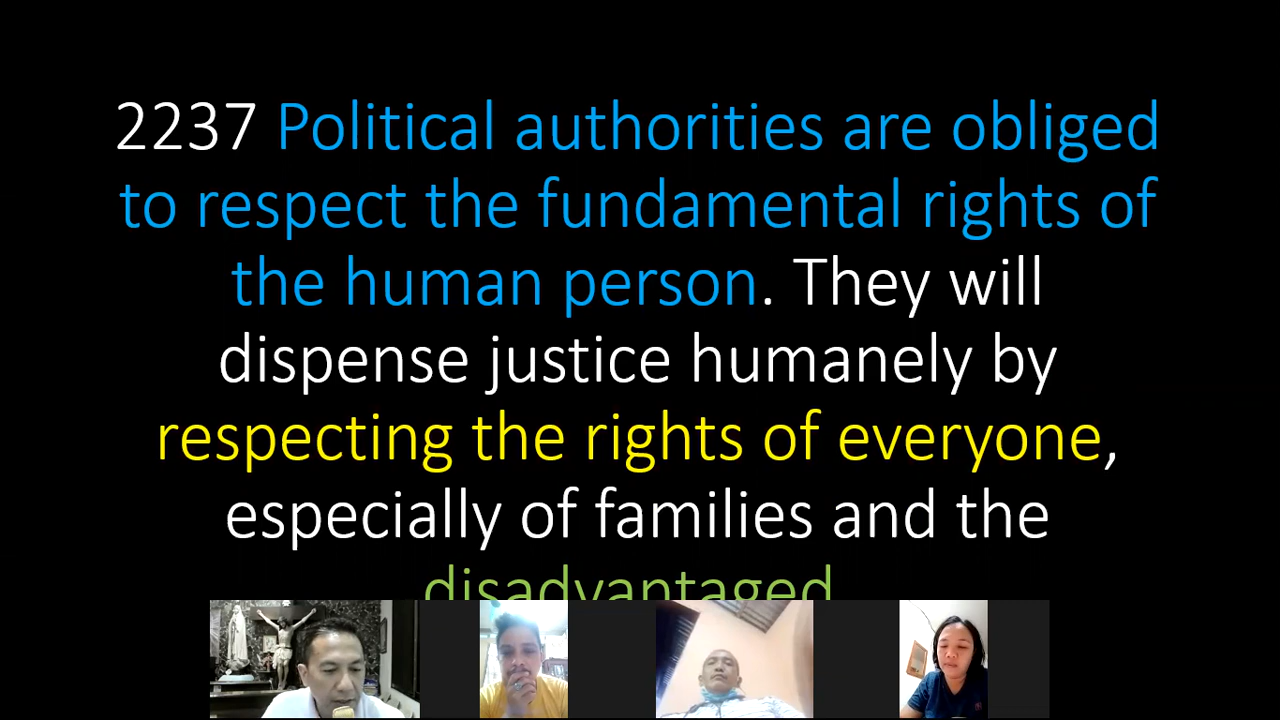 2237 Political authorities are obliged
to respect the fundamental rights of
the human person. They will
dispense justice humanely by
respecting the rights of everyone,
especially of families and the
disadvantaged